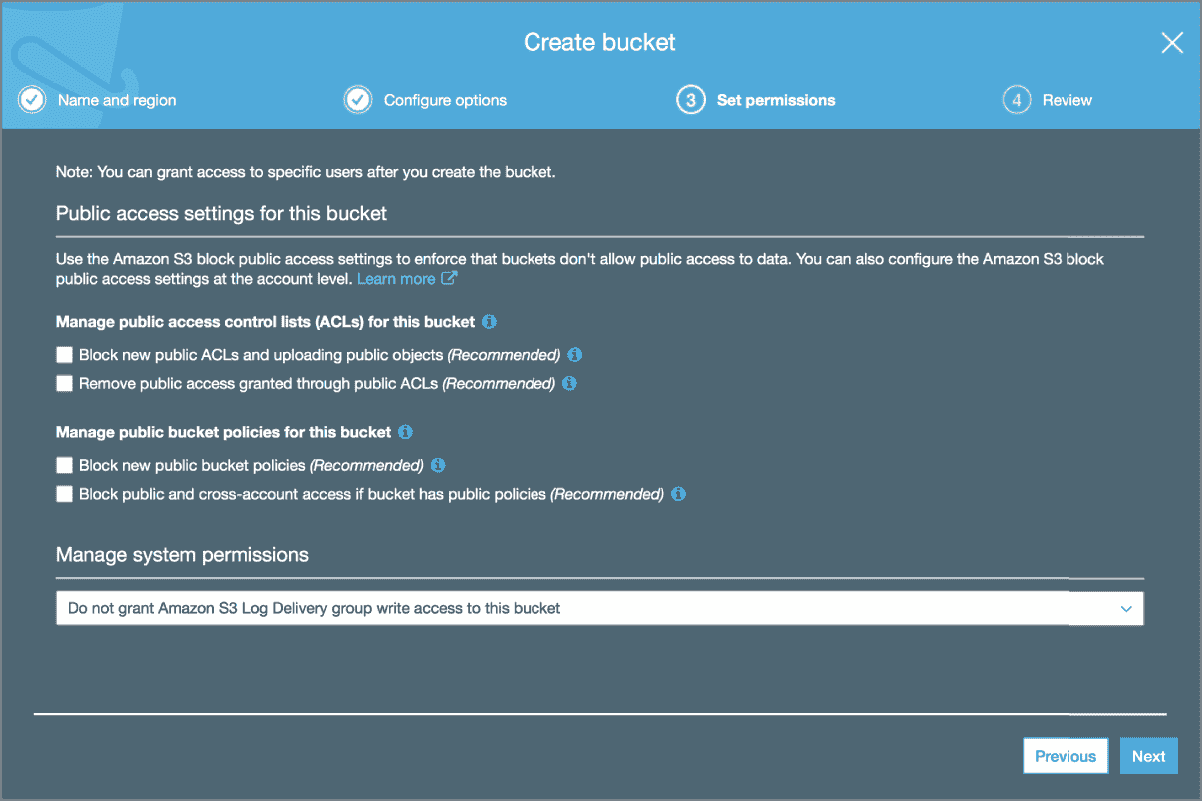 Create bucket
Name and region
Configure options
3 Set permissions
4 Review
Note: You can grant access to specific users after you create the bucket.
Public access settings for this bucket
Use the Amazon S3 block public access settings to enforce that buckets don't allow public access to data. You can also configure the Amazon S3 block
public access settings at the account level. Learn more
Manage public access control lists (ACLs) for this bucket
Block new public ACLs and uploading public objects (Recommended)
Remove public access granted through public ACLs (Recommended)
Manage public bucket policies for this bucket
Block new public bucket policies (Recommended)
Block public and cross-account access if bucket has public policies (Recommended)
Manage system permissions
Do not grant Amazon S3 Log Delivery group write access to this bucket
Previous
Next